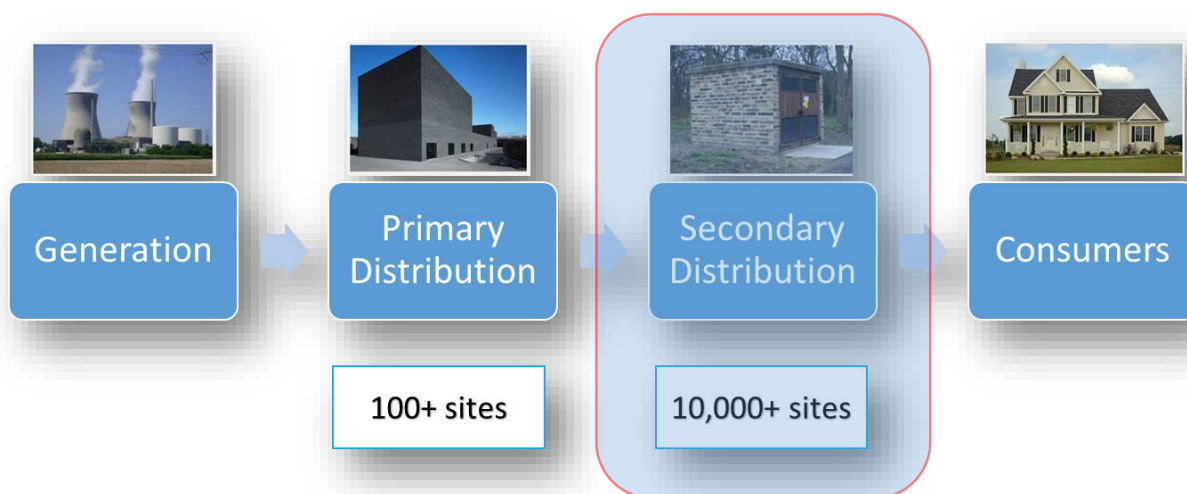 Generation
Primary
Distribution
Secondary
Distribution
Consumers
100+ sites
10,000+ sites